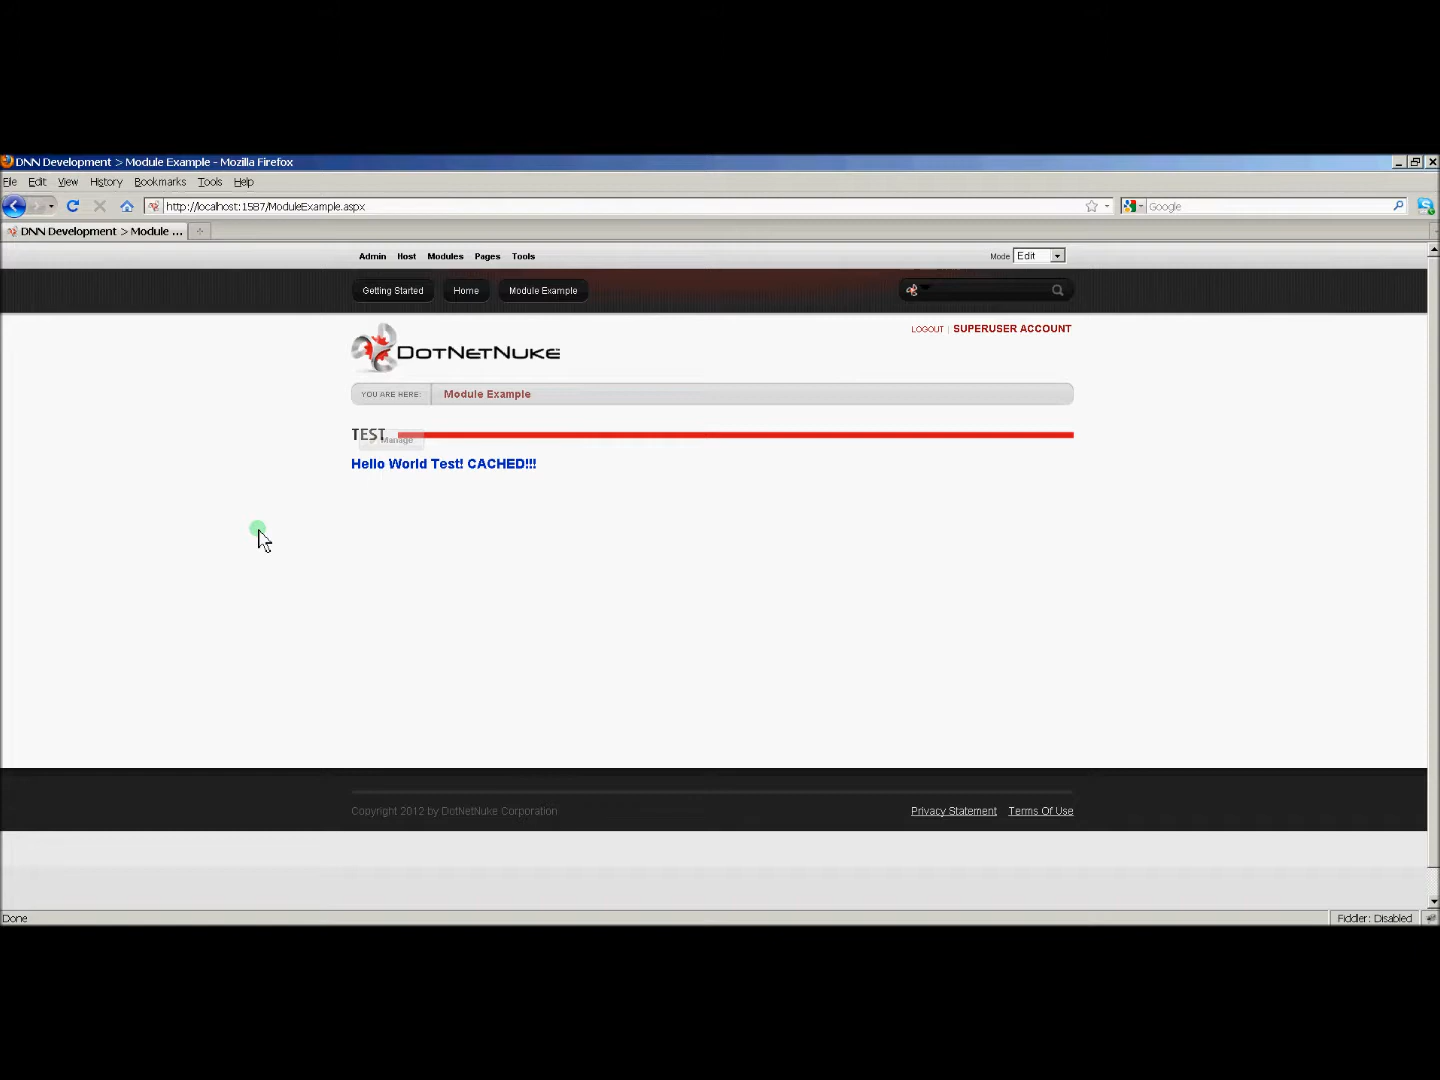 DNN Development > Module Example - Mozilla Firefox
File Edit View History Bookmarks Tools Help
http://localhost:1587/ModuleExample.aspx
Google
DNN Development > Module ...
Admin Host Modules Pages Tools
Mode Edit
Getting Started Home Module Example
DOTNETNUKE
LOGOUT | SUPERUSER ACCOUNT
YOU ARE HERE: Module Example
TEST
Manage
Hello World Test! CACHED!!!
Copyright 2012 by DotNetNuke Corporation
Privacy Statement Terms Of Use
Done
Fiddler: Disabled